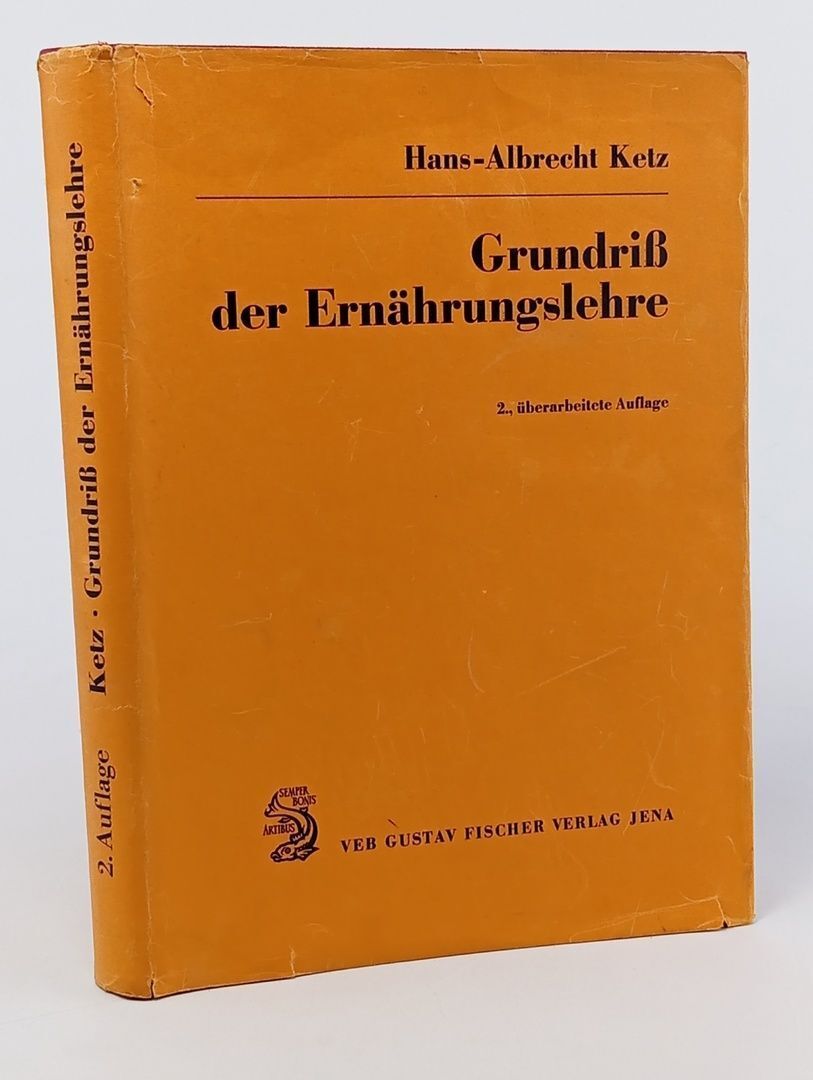 Hans-Albrecht Ketz
Grundriß
der Ernährungslehre
2., überarbeitete Auflage
SEMPER
BONIS
ARTIBUS
VEB GUSTAV FISCHER VERLAG JENA
2. Auflage Ketz · Grundriß der Ernährungslehre